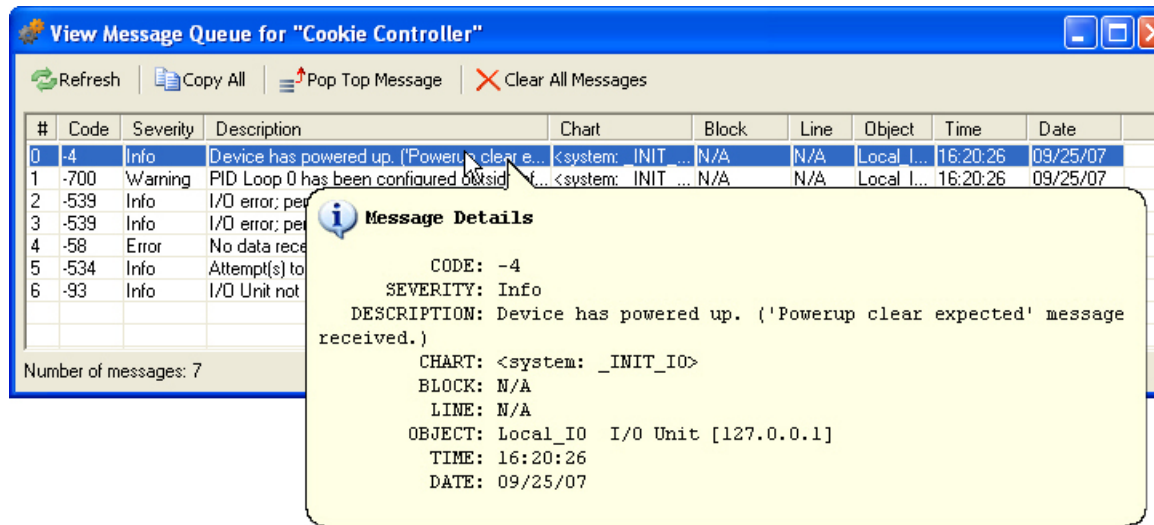 View Message Queue for "Cookie Controller"
Refresh Copy All Pop Top Message Clear All Messages
# Code Severity Description Chart Block Line Object Time Date
0 -4 Info Device has powered up. ('Powerup clear e... <system: _INIT_... N/A N/A Local_I... 16:20:26 09/25/07
1 -700 Warning PID Loop 0 has been configured outside of... <system: _INIT_... N/A N/A Local_I... 16:20:26 09/25/07
2 -539 Info I/O error; per
3 -539 Info I/O error; per
4 -58 Error No data rece
5 -534 Info Attempt(s) to
6 -93 Info I/O Unit not
Number of messages: 7
Message Details
CODE: -4
SEVERITY: Info
DESCRIPTION: Device has powered up. ('Powerup clear expected' message
received.)
CHART: <system: _INIT_IO>
BLOCK: N/A
LINE: N/A
OBJECT: Local_IO I/O Unit [127.0.0.1]
TIME: 16:20:26
DATE: 09/25/07